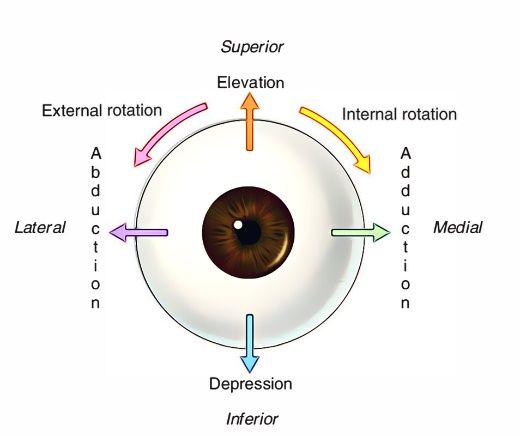 Superior
Elevation
External rotation
Internal rotation
Abduction
Adduction
Lateral
Medial
Depression
Inferior